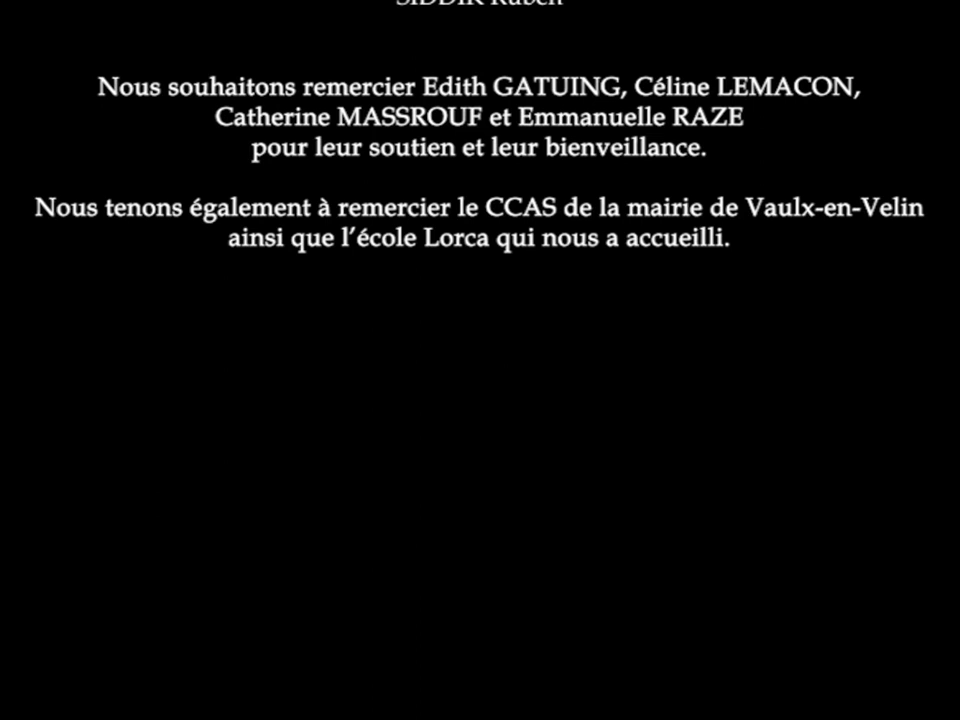 SIDDIK Ruben
Nous souhaitons remercier Edith GATUING, Céline LEMACON,
Catherine MASSROUF et Emmanuelle RAZE
pour leur soutien et leur bienveillance.
Nous tenons également à remercier le CCAS de la mairie de Vaulx-en-Velin
ainsi que l’école Lorca qui nous a accueilli.